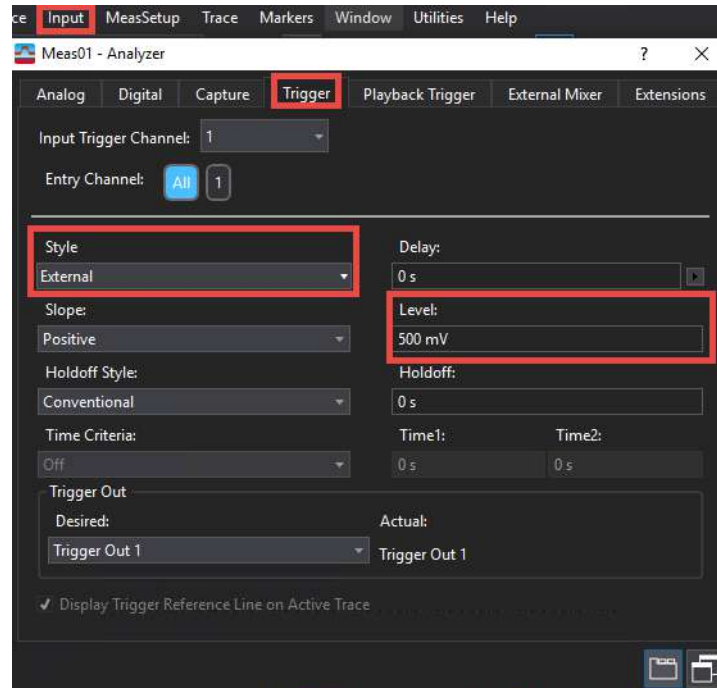 ce Input MeasSetup Trace Markers Window Utilities Help
Meas01 - Analyzer ? X
Analog Digital Capture Trigger Playback Trigger External Mixer Extensions
Input Trigger Channel: 1
Entry Channel: All 1
Style Delay:
External 0 s
Slope: Level:
Positive 500 mV
Holdoff Style: Holdoff:
Conventional 0 s
Time Criteria: Time1: Time2:
Off 0 s 0 s
Trigger Out
Desired: Actual:
Trigger Out 1 Trigger Out 1
Display Trigger Reference Line on Active Trace